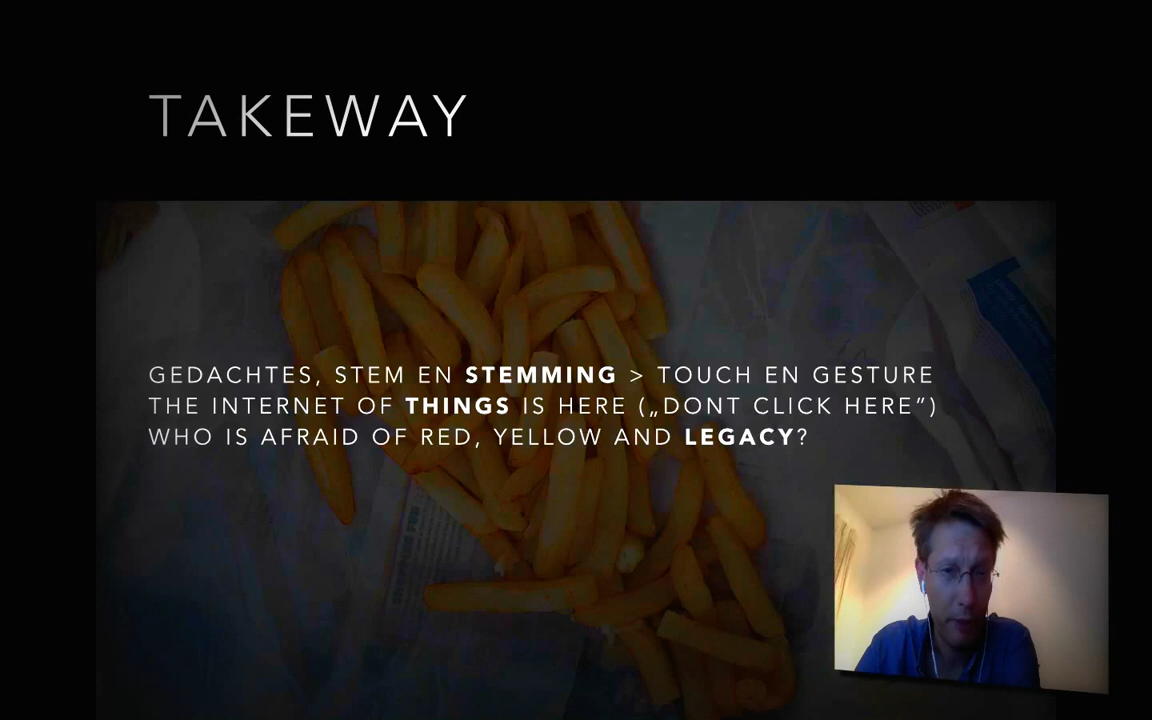 TAKEWAY
GEDACHTES, STEM EN STEMMING > TOUCH EN GESTURE
THE INTERNET OF THINGS IS HERE („DONT CLICK HERE”)
WHO IS AFRAID OF RED, YELLOW AND LEGACY?